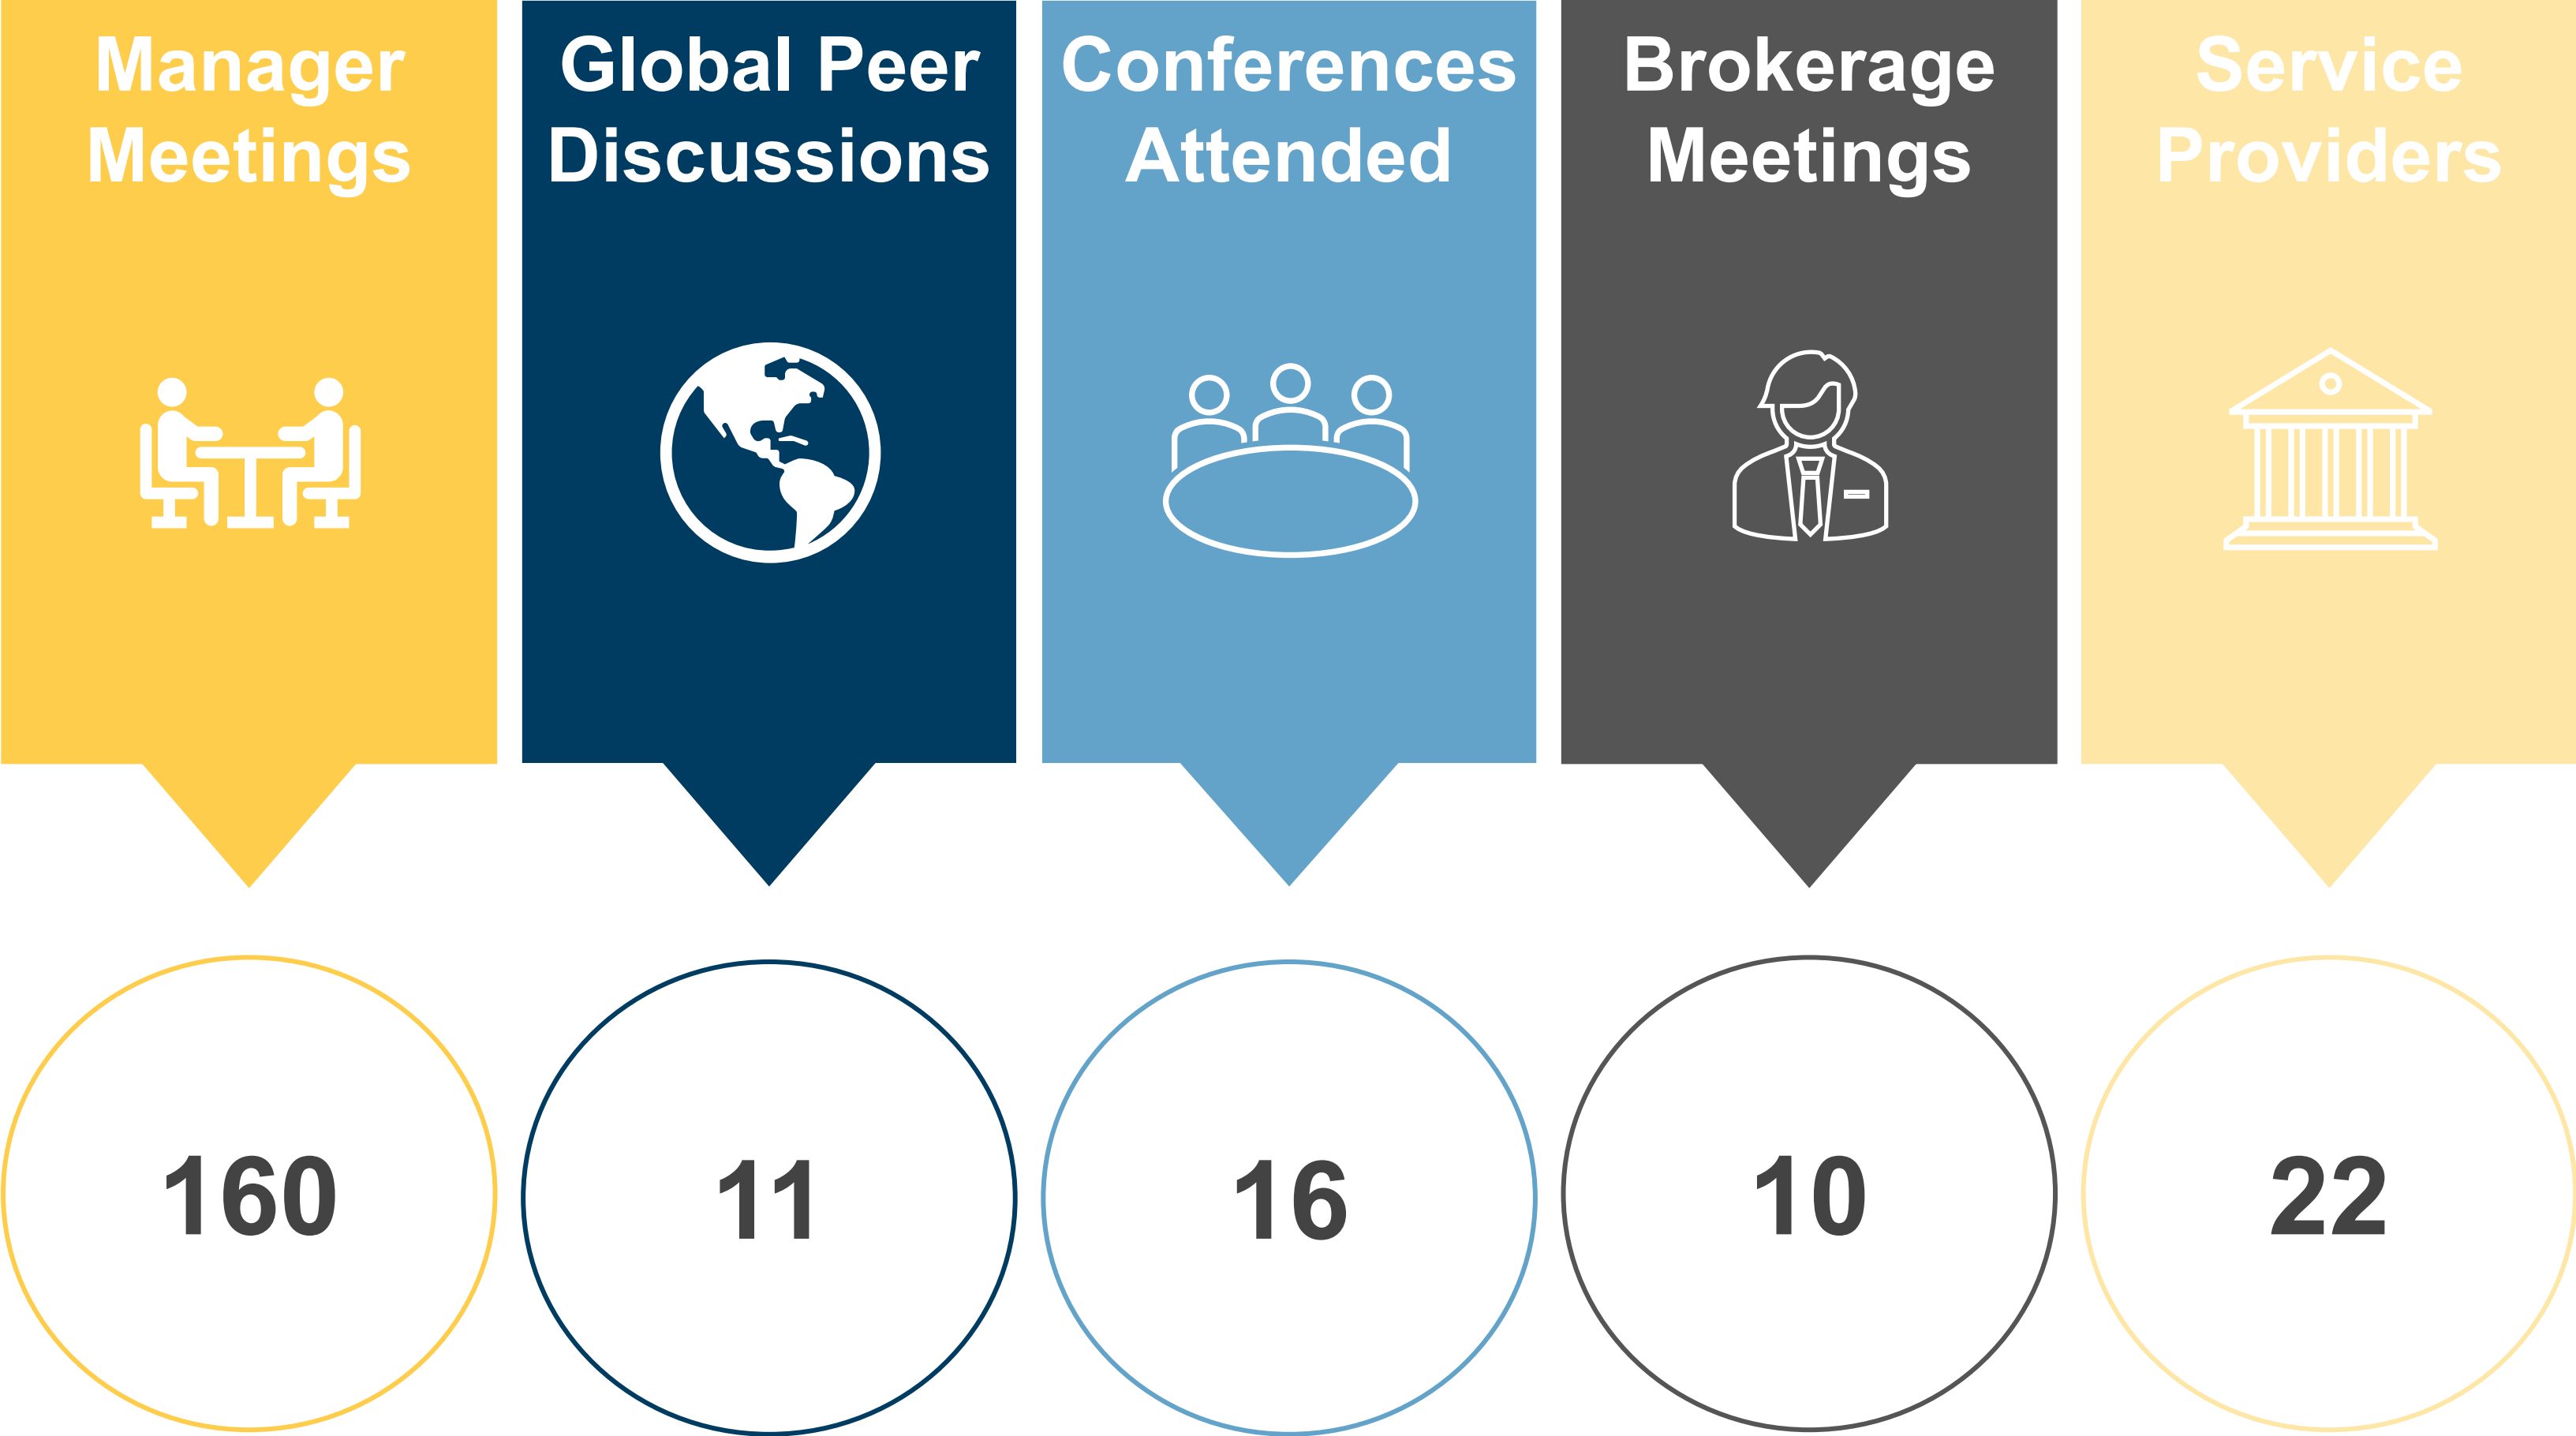 Manager
Meetings
Global Peer
Discussions
Conferences
Attended
Brokerage
Meetings
Service
Providers
160
11
16
10
22